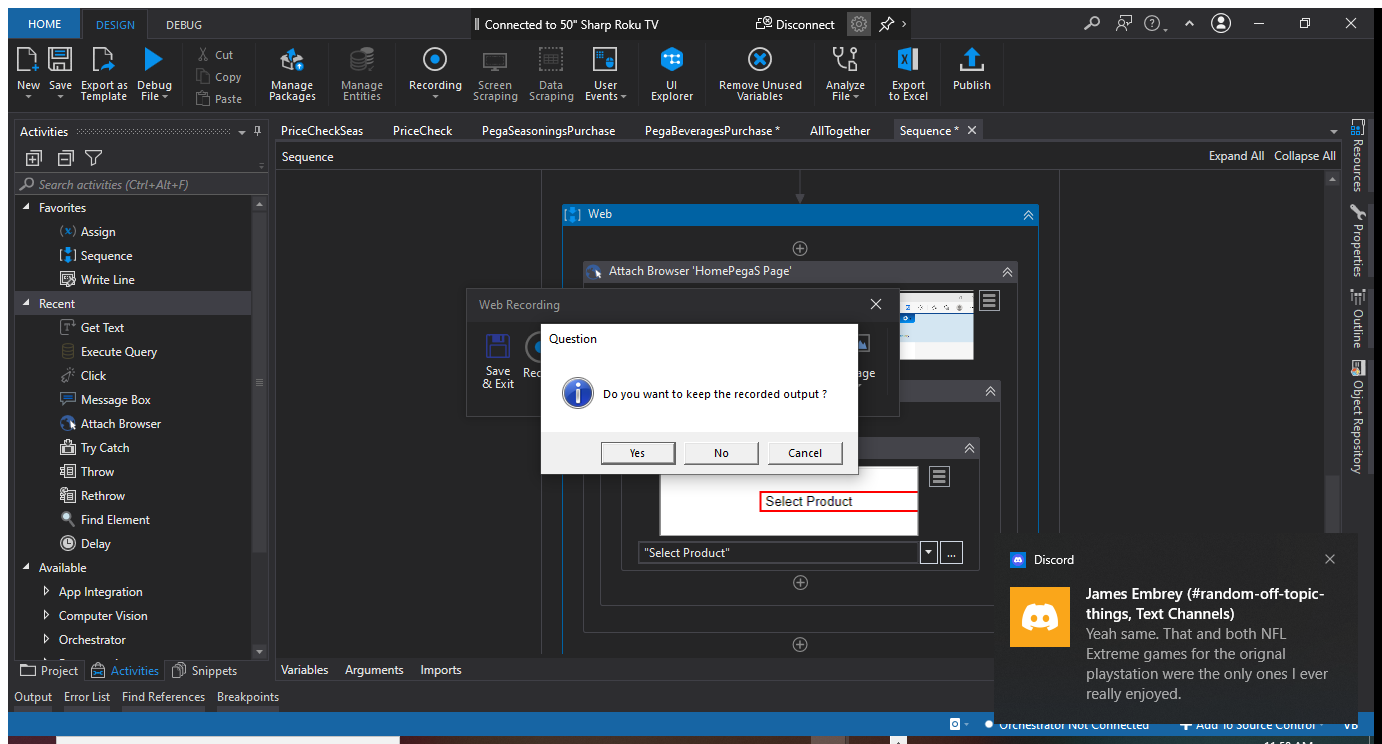 HOME DESIGN DEBUG Connected to 50" Sharp Roku TV Disconnect
New Save Export as Template Debug File Cut Copy Paste Manage Packages Manage Entities Recording Screen Scraping Data Scraping User Events UI Explorer Remove Unused Variables Analyze File Export to Excel Publish
Activities
PriceCheckSeas PriceCheck PegaSeasoningsPurchase PegaBeveragesPurchase * AllTogether Sequence *
Sequence Expand All Collapse All
Search activities (Ctrl+Alt+F)
Favorites
Assign
Sequence
Write Line
Recent
Get Text
Execute Query
Click
Message Box
Attach Browser
Try Catch
Throw
Rethrow
Find Element
Delay
Available
App Integration
Computer Vision
Orchestrator
Project Activities Snippets
Web
Attach Browser 'HomePegaS Page'
Web Recording
Save & Exit
Question
Do you want to keep the recorded output ?
Yes No Cancel
Select Product
"Select Product"
...
Resources
Properties
Outline
Object Repository
Variables Arguments Imports
Output Error List Find References Breakpoints
Discord
James Embrey (#random-off-topic-
things, Text Channels)
Yeah same. That and both NFL
Extreme games for the orignal
playstation were the only ones I ever
really enjoyed.
Orchestrator Not Connected Add To Source Control VB